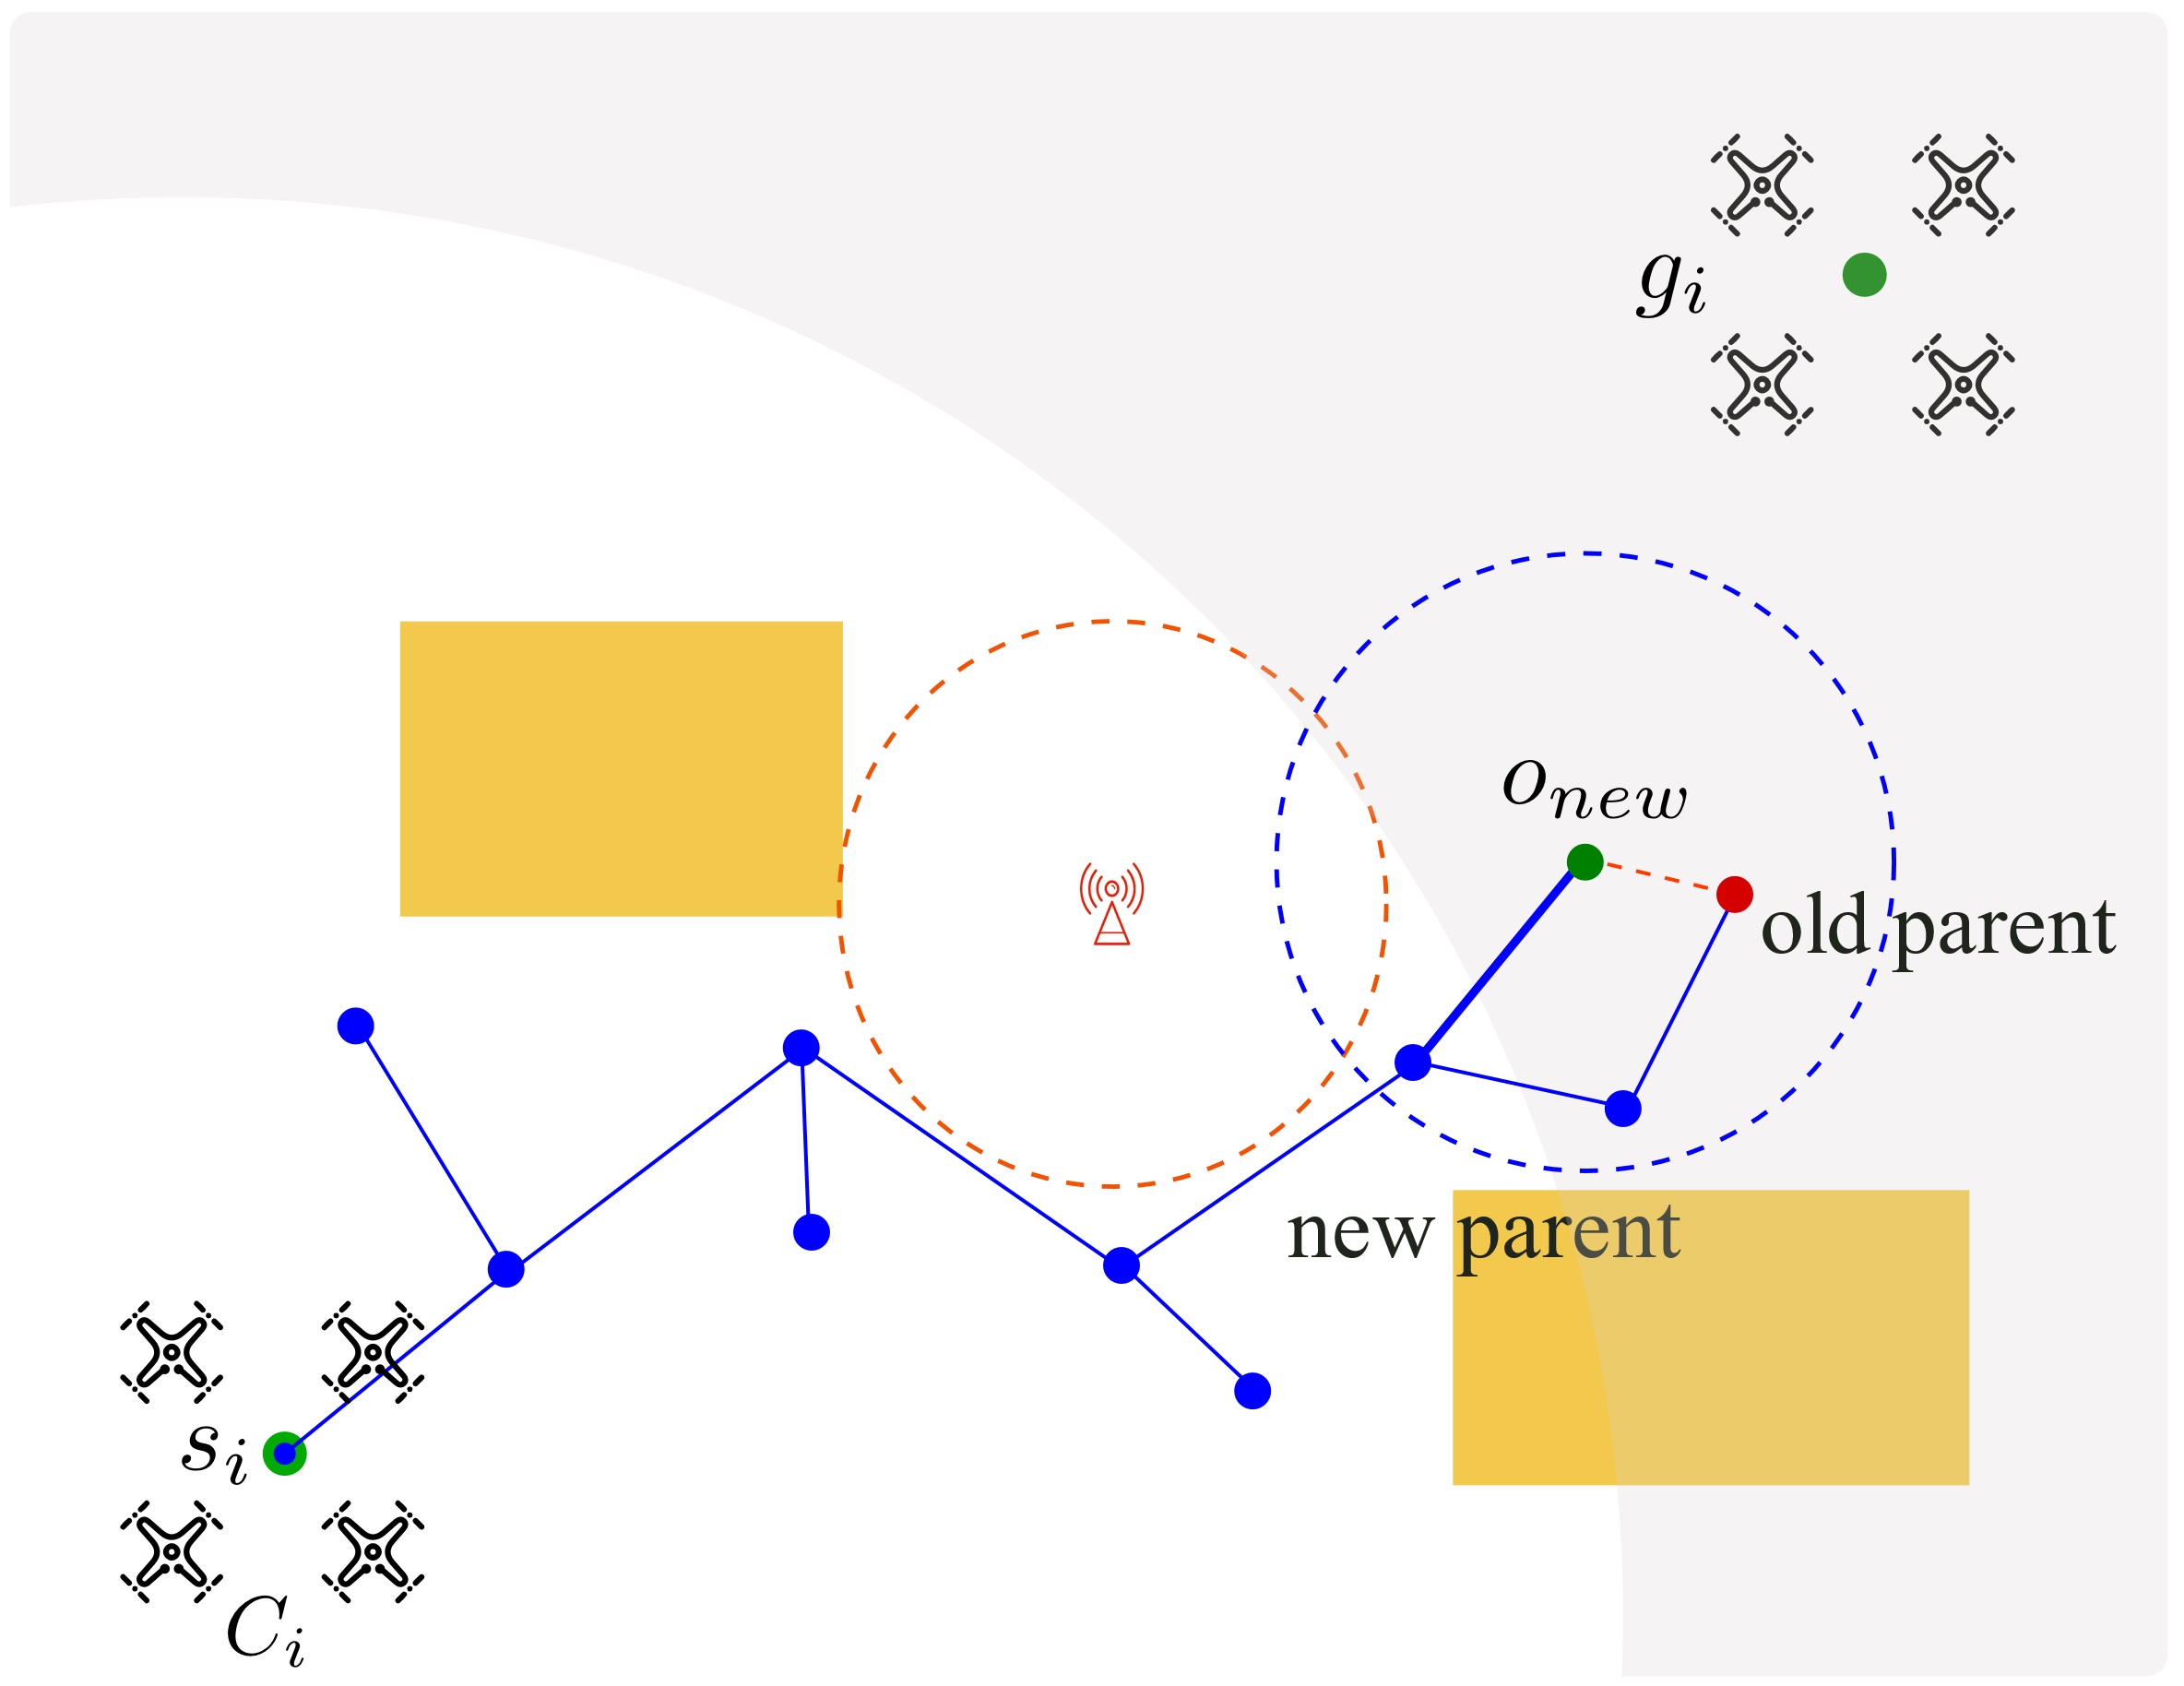 g_i
o_new
old parent
new parent
s_i
C_i